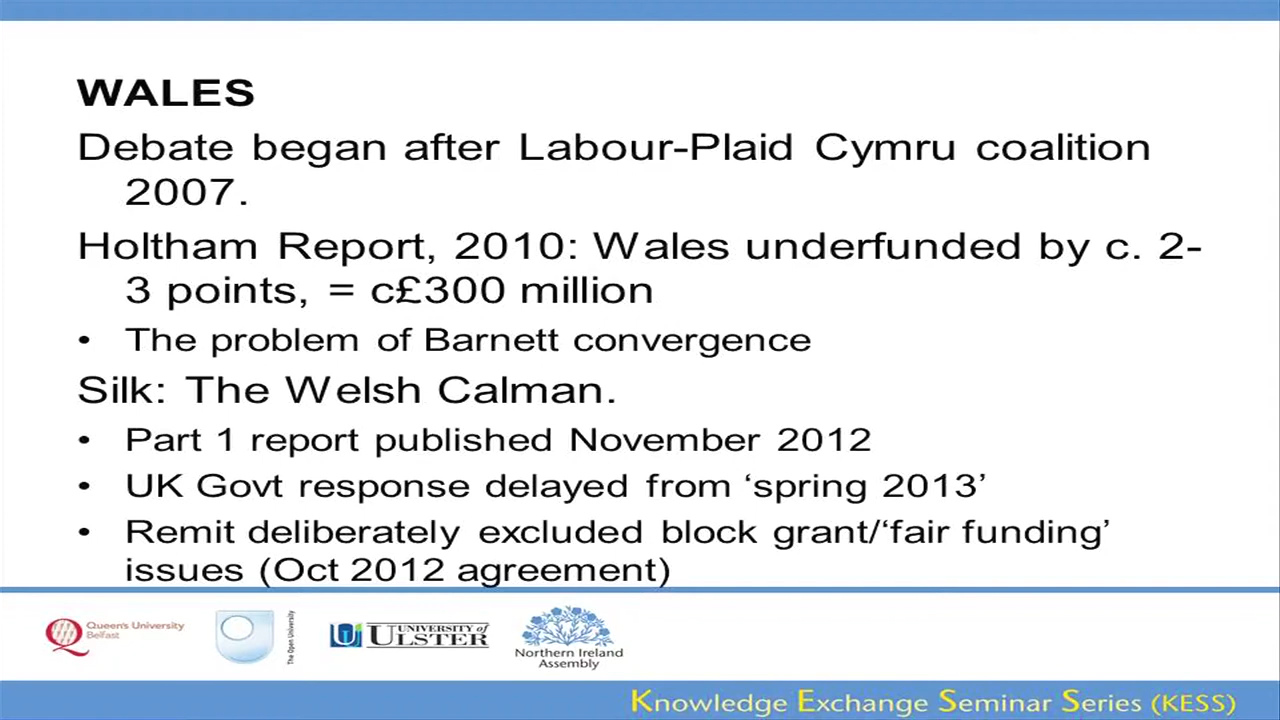 WALES
Debate began after Labour-Plaid Cymru coalition
2007.
Holtham Report, 2010: Wales underfunded by c. 2-
3 points, = c£300 million
• The problem of Barnett convergence
Silk: The Welsh Calman.
• Part 1 report published November 2012
• UK Govt response delayed from ‘spring 2013’
• Remit deliberately excluded block grant/‘fair funding’
issues (Oct 2012 agreement)
Queen's University
Belfast
The Open University
UNIVERSITY of
ULSTER
Northern Ireland
Assembly
Knowledge Exchange Seminar Series (KESS)